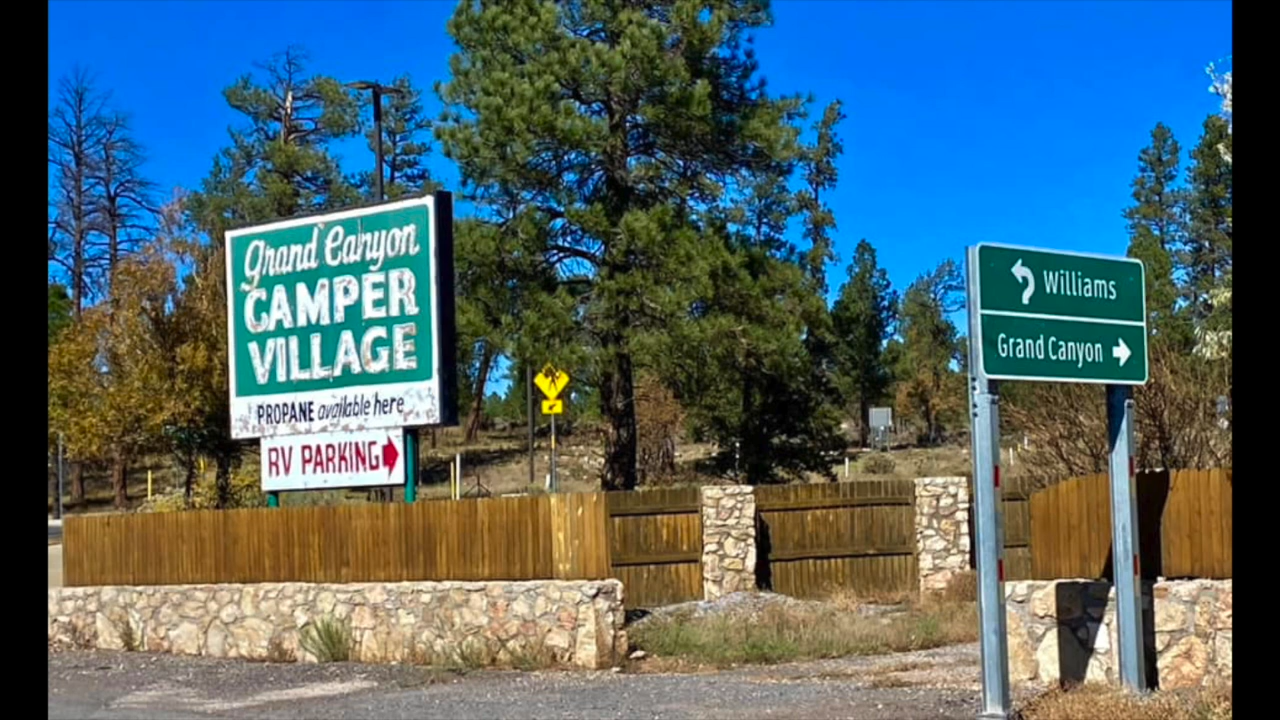 Grand Canyon
CAMPER
VILLAGE
PROPANE available here
RV PARKING
Williams
Grand Canyon